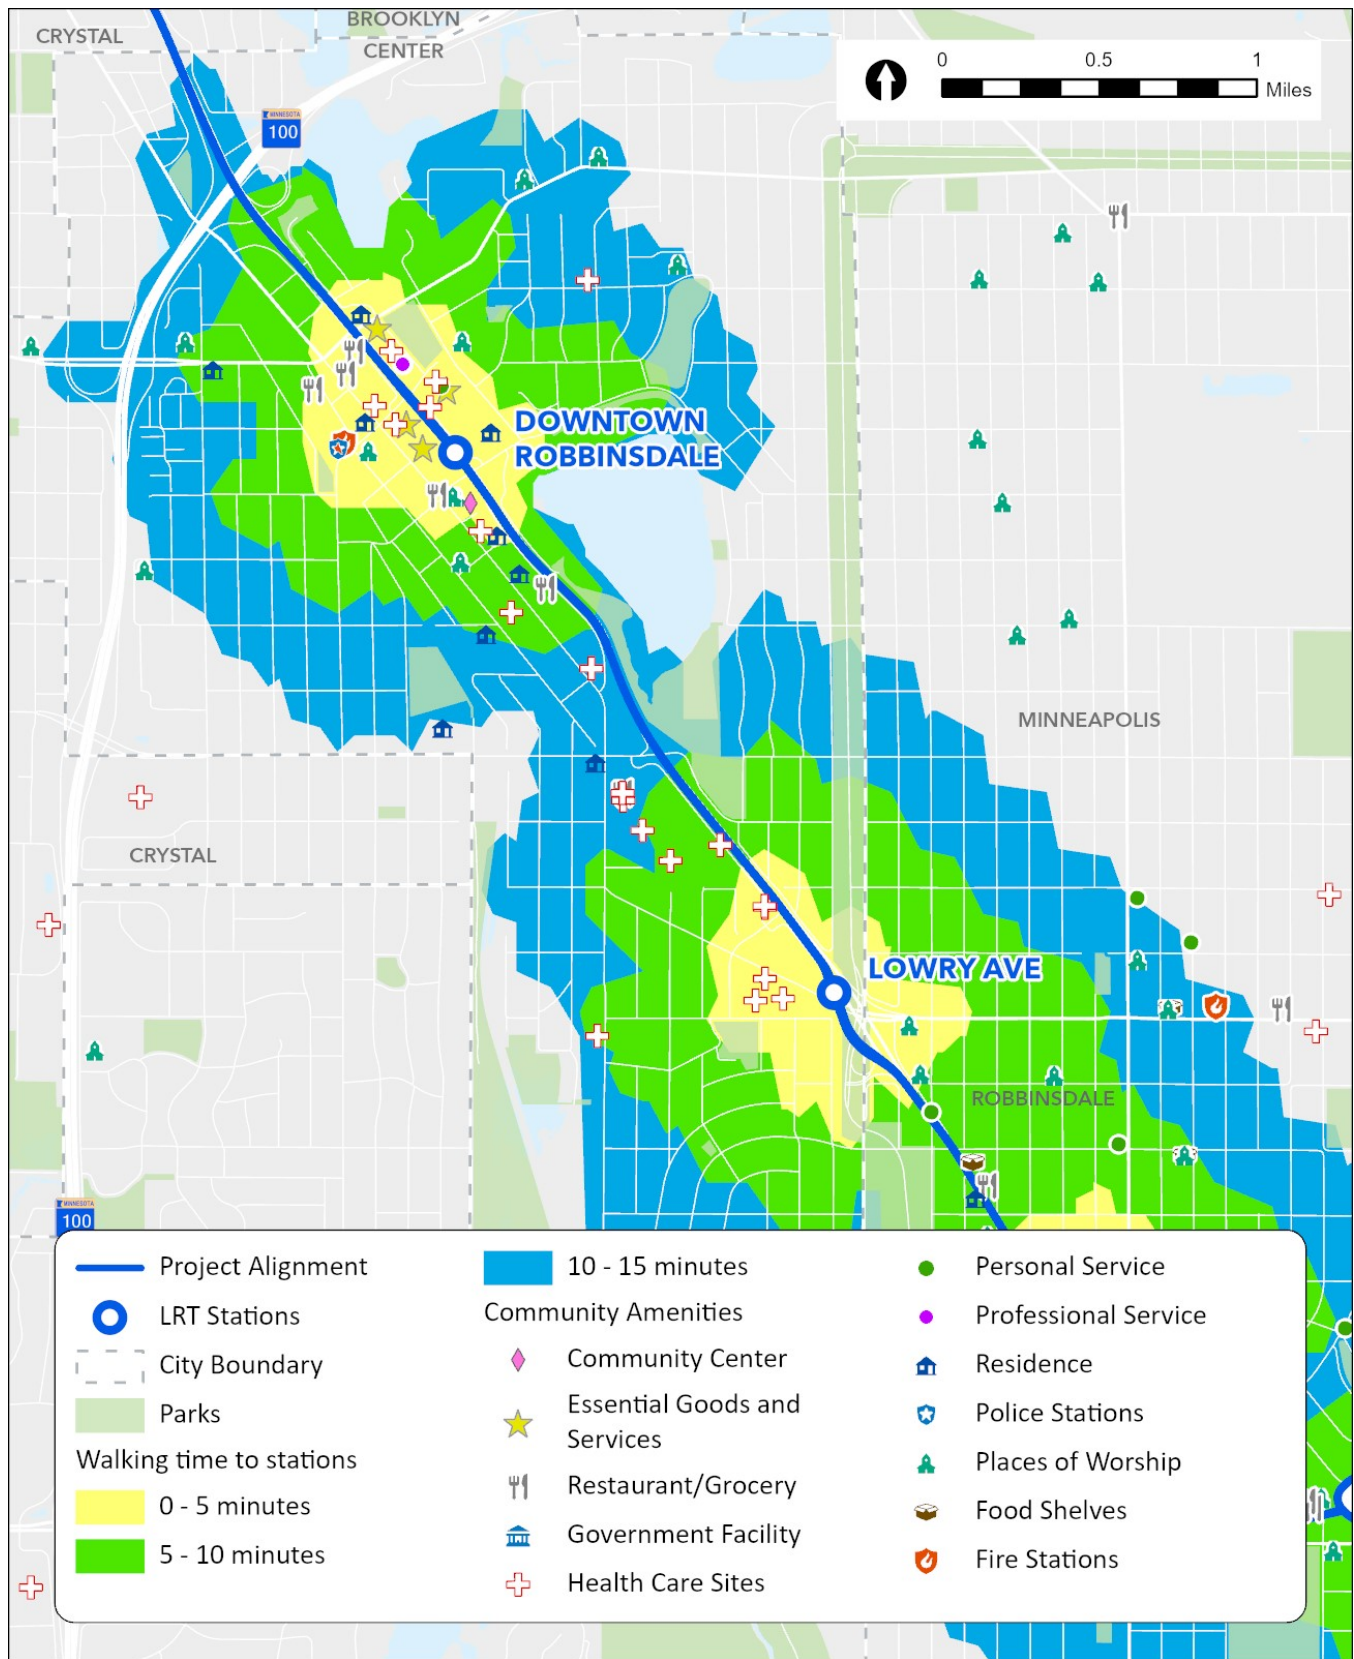 BROOKLYN
CENTER
CRYSTAL
0 0.5 1
Miles
MINNESOTA
100
DOWNTOWN
ROBBINSDALE
MINNEAPOLIS
CRYSTAL
LOWRY AVE
ROBBINSDALE
MINNESOTA
100
Project Alignment
LRT Stations
City Boundary
Parks
Walking time to stations
0 - 5 minutes
5 - 10 minutes
10 - 15 minutes
Community Amenities
Community Center
Essential Goods and
Services
Restaurant/Grocery
Government Facility
Health Care Sites
Personal Service
Professional Service
Residence
Police Stations
Places of Worship
Food Shelves
Fire Stations